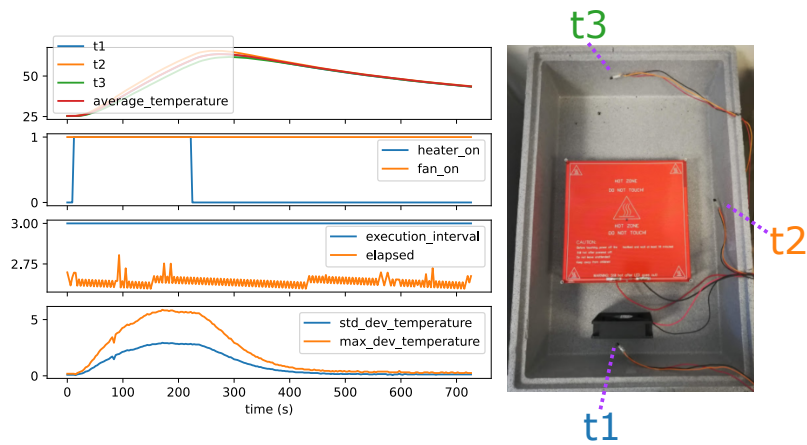 t1
t2
t3
average_temperature
50
25
1
0
heater_on
fan_on
3.00
2.75
execution_interval
elapsed
5
0
std_dev_temperature
max_dev_temperature
0 100 200 300 400 500 600 700
time (s)
t3
t2
t1
HOT ZONE
DO NOT TOUCH!
HOT ZONE
DO NOT TOUCH!
CAUTION: